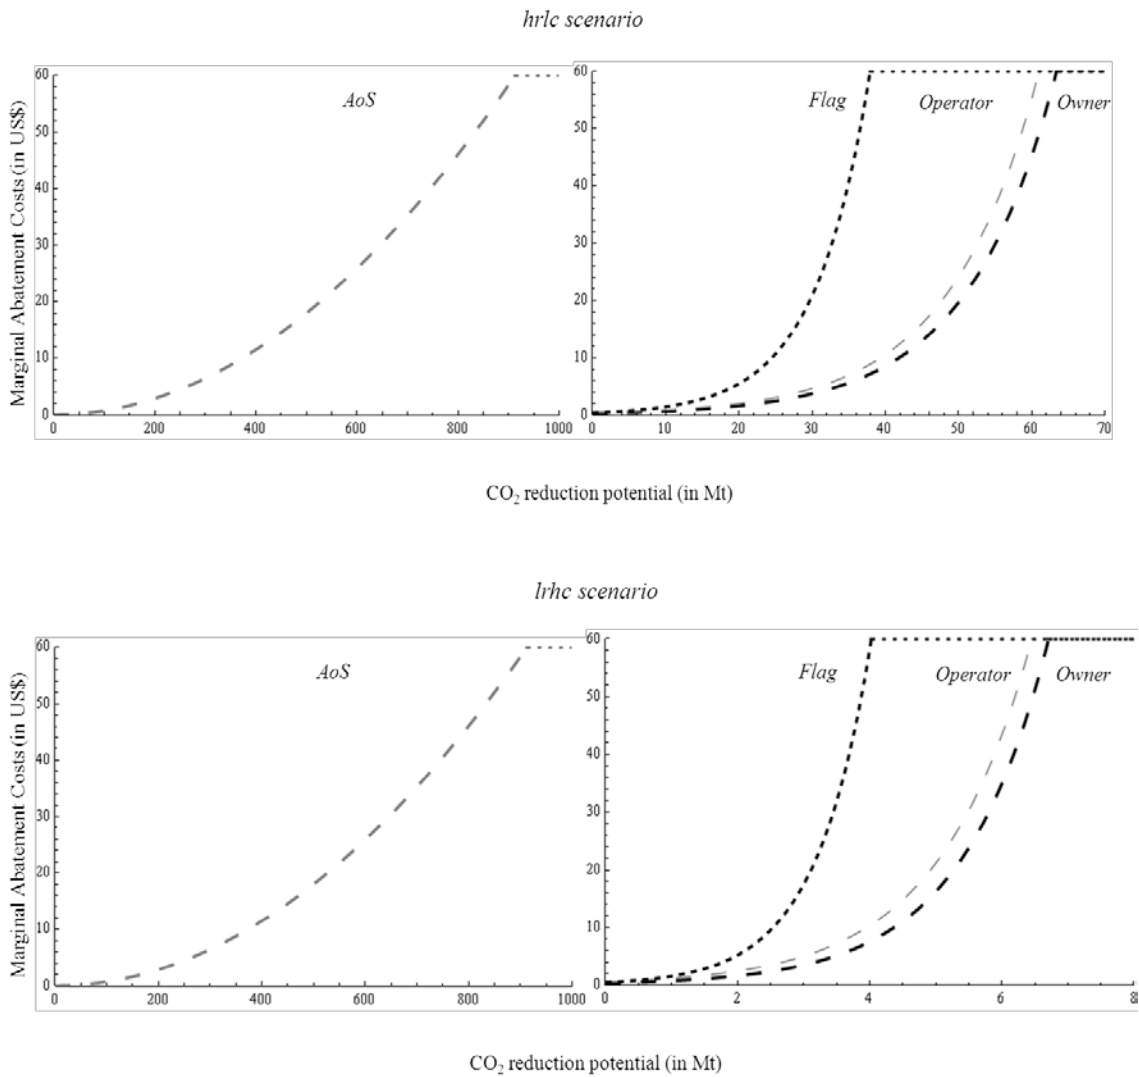 hrlc scenario
Marginal Abatement Costs (in US$)
60
50
40
30
20
10
0
AoS
0 200 400 600 800 1000
60
50
40
30
20
10
0
Flag Operator Owner
0 10 20 30 40 50 60 70
CO2 reduction potential (in Mt)
lrhc scenario
Marginal Abatement Costs (in US$)
60
50
40
30
20
10
0
AoS
0 200 400 600 800 1000
60
50
40
30
20
10
0
Flag Operator Owner
0 2 4 6 8
CO2 reduction potential (in Mt)